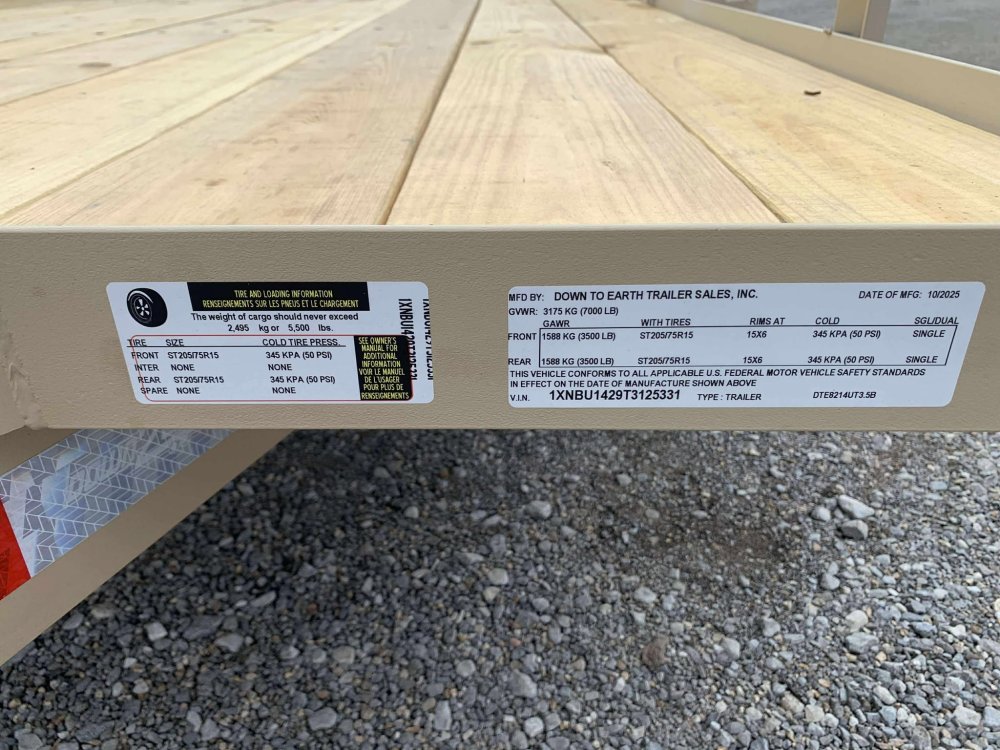 TIRE AND LOADING INFORMATION
RENSEIGNEMENTS SUR LES PNEUS ET LE CHARGEMENT
The weight of cargo should never exceed
2,495 kg or 5,500 lbs.
TIRE SIZE COLD TIRE PRESS.
FRONT ST205/75R15 345 KPA (50 PSI)
INTER NONE NONE
REAR ST205/75R15 345 KPA (50 PSI)
SPARE NONE NONE
SEE OWNER'S
MANUAL FOR
ADDITIONAL
INFORMATION
VOIR LE MANUEL
DE L'USAGER
POUR PLUS DE
RENSEIGNEMENTS
MFD BY: DOWN TO EARTH TRAILER SALES, INC. DATE OF MFG: 10/2025
GVWR: 3175 KG (7000 LB)
GAWR WITH TIRES RIMS AT COLD SGL/DUAL
FRONT 1588 KG (3500 LB) ST205/75R15 15X6 345 KPA (50 PSI) SINGLE
REAR 1588 KG (3500 LB) ST205/75R15 15X6 345 KPA (50 PSI) SINGLE
THIS VEHICLE CONFORMS TO ALL APPLICABLE U.S. FEDERAL MOTOR VEHICLE SAFETY STANDARDS
IN EFFECT ON THE DATE OF MANUFACTURE SHOWN ABOVE
V.I.N. 1XNBU1429T3125331 TYPE : TRAILER DTE8214UT3.5B